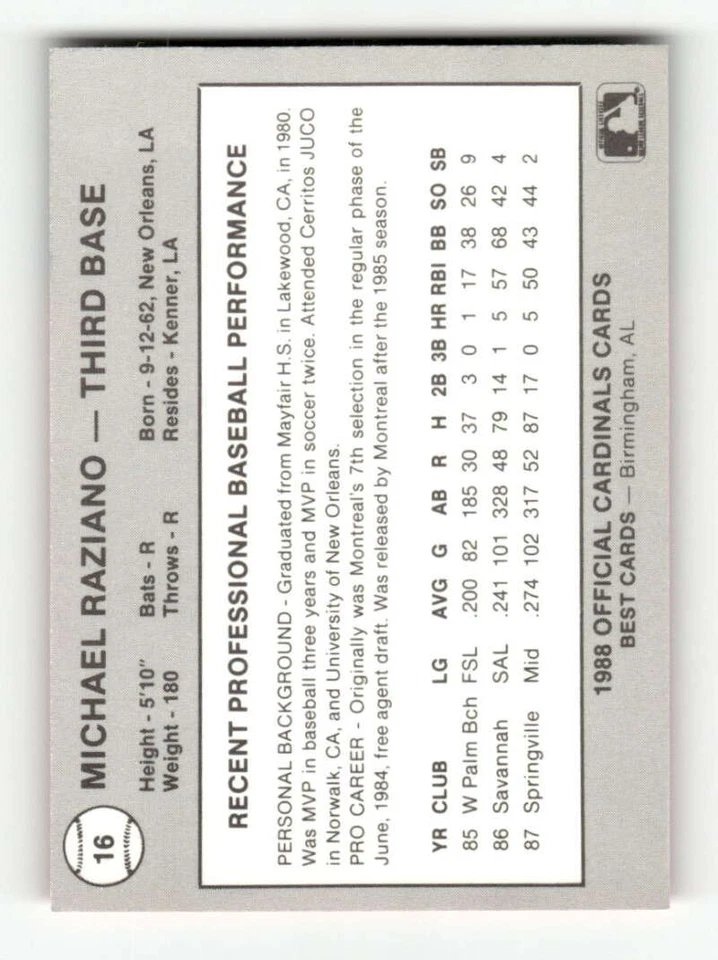 16
MICHAEL RAZIANO — THIRD BASE
Height - 5'10" Bats - R Born - 9-12-62, New Orleans, LA
Weight - 180 Throws - R Resides - Kenner, LA
RECENT PROFESSIONAL BASEBALL PERFORMANCE
PERSONAL BACKGROUND - Graduated from Mayfair H.S. in Lakewood, CA, in 1980.
Was MVP in baseball three years and MVP in soccer twice. Attended Cerritos JUCO
in Norwalk, CA, and University of New Orleans.
PRO CAREER - Originally was Montreal's 7th selection in the regular phase of the
June, 1984, free agent draft. Was released by Montreal after the 1985 season.
YR CLUB LG AVG G AB R H 2B 3B HR RBI BB SO SB
85 W Palm Bch FSL .200 82 185 30 37 3 0 1 17 38 26 9
86 Savannah SAL .241 101 328 48 79 14 1 5 57 68 42 4
87 Springville Mid .274 102 317 52 87 17 0 5 50 43 44 2
1988 OFFICIAL CARDINALS CARDS
BEST CARDS — Birmingham, AL